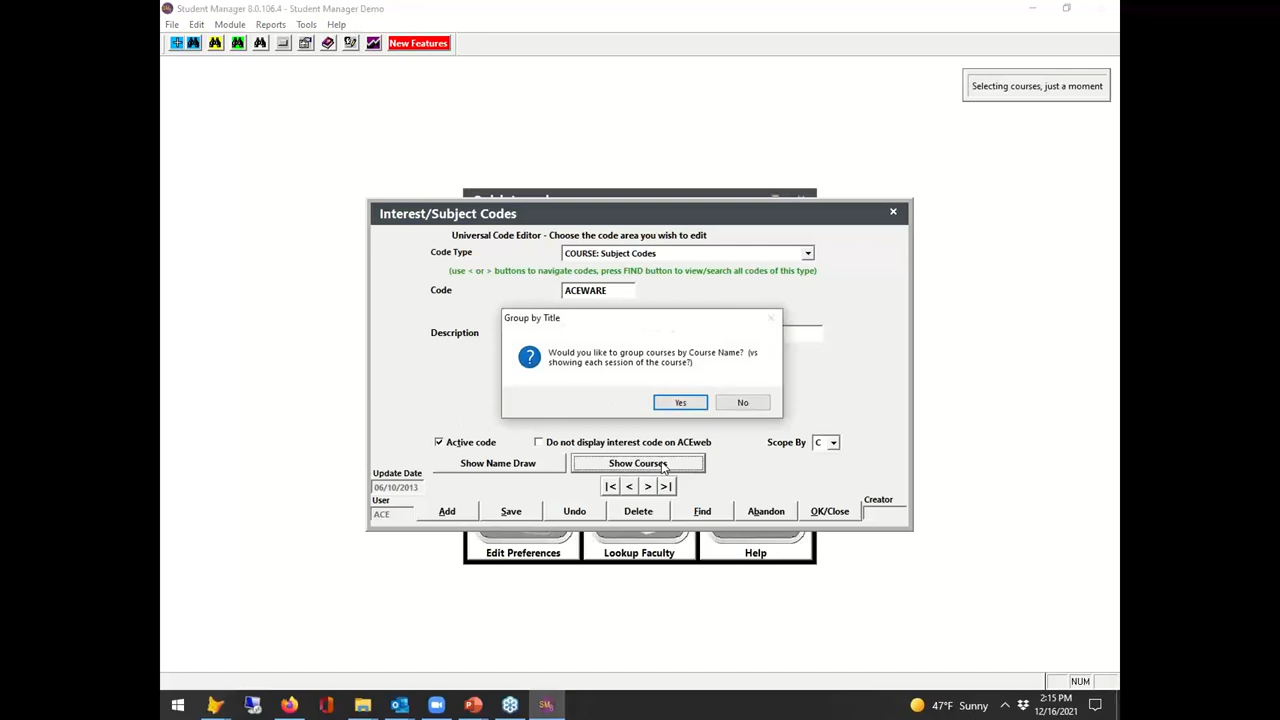 Student Manager 8.0.106.4 - Student Manager Demo
File Edit Module Reports Tools Help
New Features
Selecting courses, just a moment
Interest/Subject Codes
Universal Code Editor - Choose the code area you wish to edit
Code Type COURSE: Subject Codes
(use < or > buttons to navigate codes, press FIND button to view/search all codes of this type)
Code ACEWARE
Group by Title
Description
Would you like to group courses by Course Name? (vs
showing each session of the course?)
Yes No
Active code Do not display interest code on ACEweb Scope By C
Show Name Draw Show Courses
Update Date
06/10/2013 |< < > >|
User Creator
ACE Add Save Undo Delete Find Abandon OK/Close
Edit Preferences Lookup Faculty Help
NUM
47°F Sunny
2:15 PM
12/16/2021